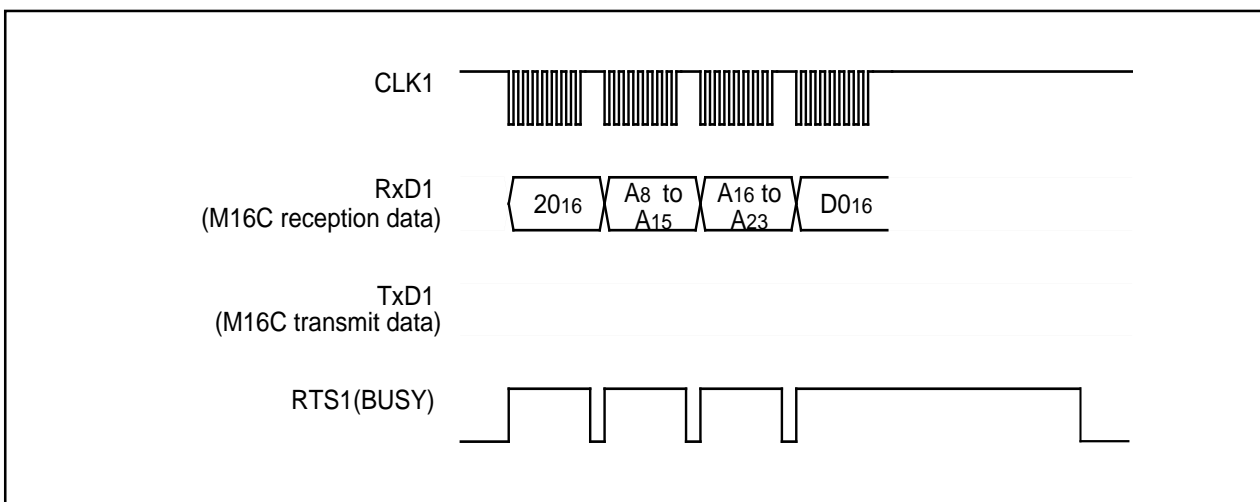 CLK1
RxD1
(M16C reception data)
2016
A8 to
A15
A16 to
A23
D016
TxD1
(M16C transmit data)
RTS1(BUSY)